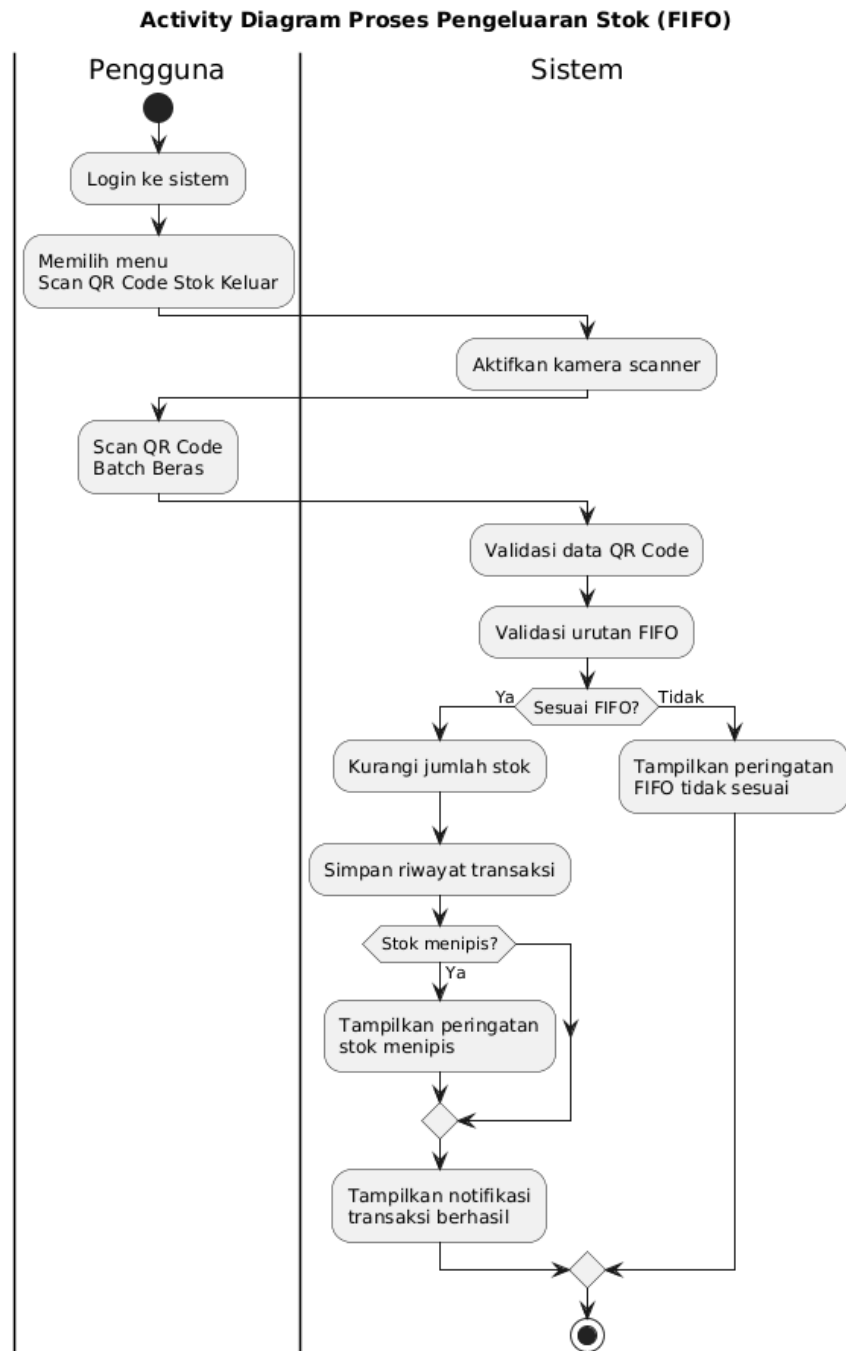 Activity Diagram Proses Pengeluaran Stok (FIFO)
Pengguna
Sistem
Login ke sistem
Memilih menu
Scan QR Code Stok Keluar
Aktifkan kamera scanner
Scan QR Code
Batch Beras
Validasi data QR Code
Validasi urutan FIFO
Ya
Sesuai FIFO?
Tidak
Kurangi jumlah stok
Tampilkan peringatan
FIFO tidak sesuai
Simpan riwayat transaksi
Stok menipis?
Ya
Tampilkan peringatan
stok menipis
Tampilkan notifikasi
transaksi berhasil